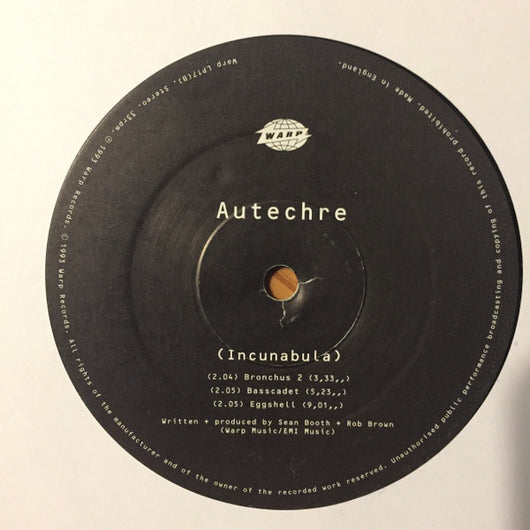 WARP
Autechre
(Incunabula)
(2.04) Bronchus 2 (3,33,,)
(2.05) Basscadet (5,23,,)
(2.05) Eggshell (9,01,,)
Written + produced by Sean Booth + Rob Brown
(Warp Music/EMI Music)
Warp LP17(B). Stereo. 33rpm. ℗ 1993 Warp Records. © 1993 Warp Records. All rights of the manufacturer and of the owner of the recorded work reserved. Unauthorised public performance broadcasting and copying of this record prohibited. Made in England.